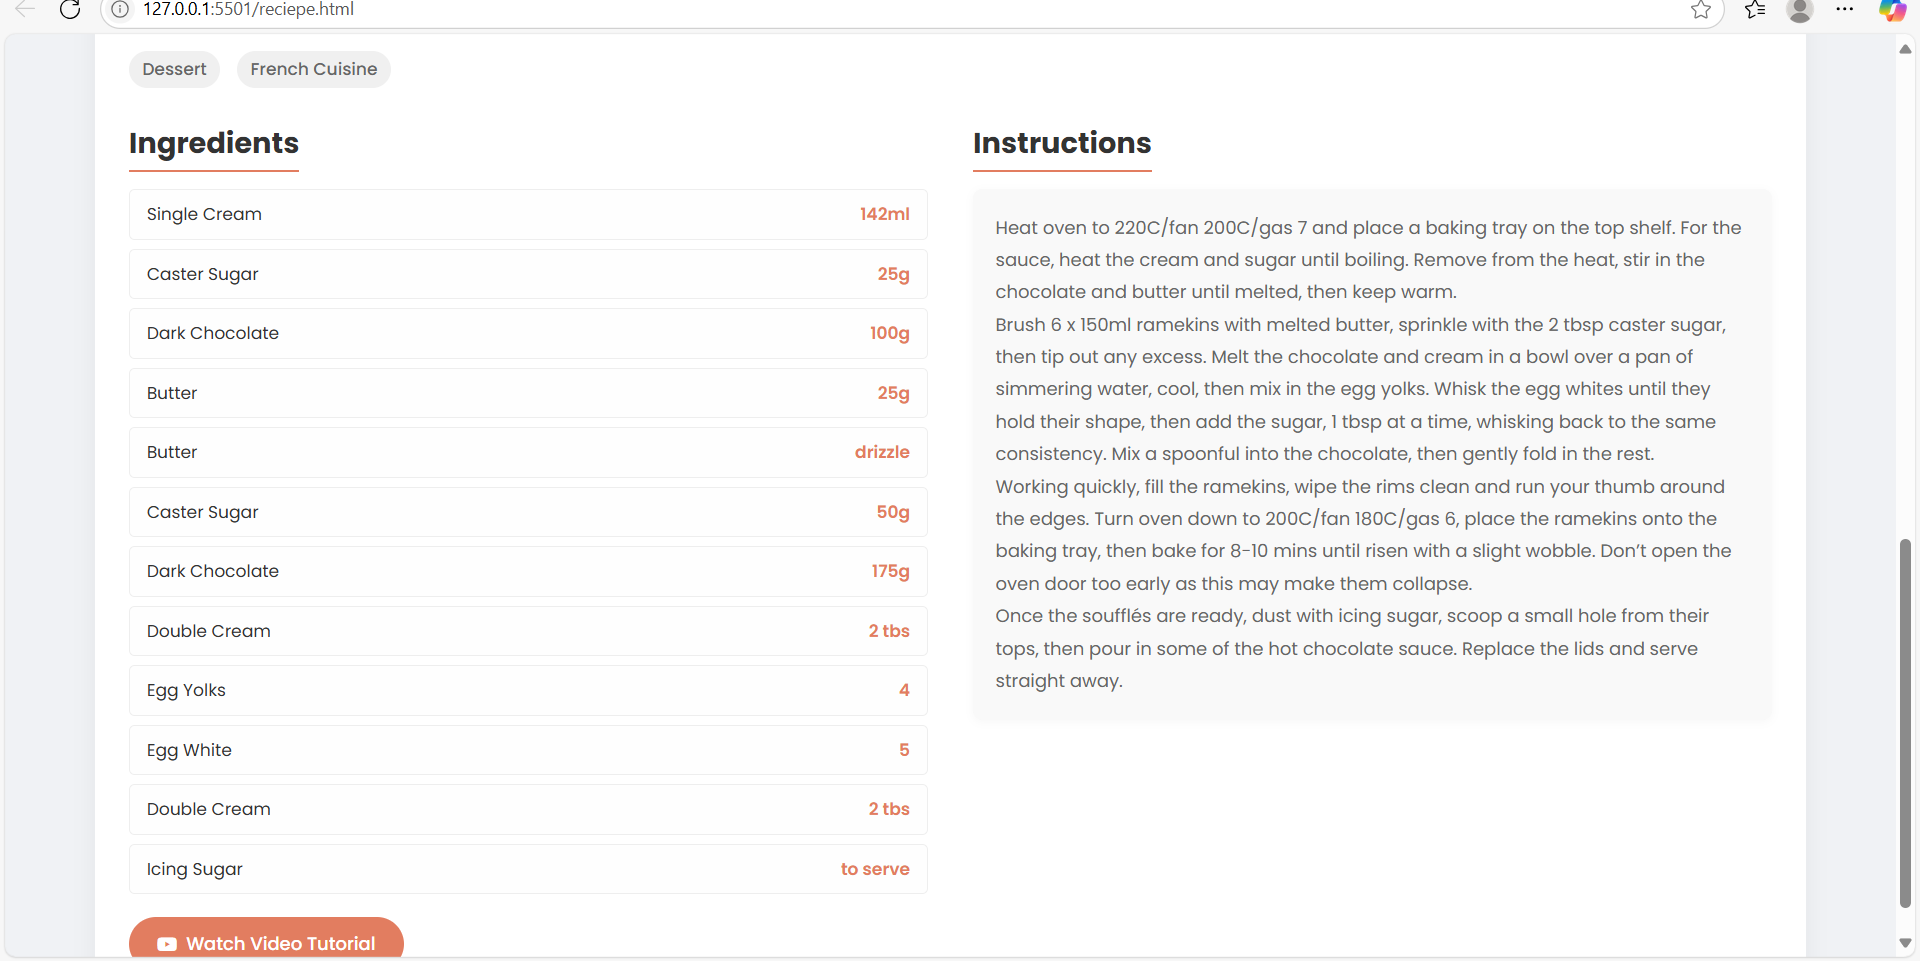 127.0.0.1:5501/reciepe.html
Dessert French Cuisine
Ingredients
Single Cream 142ml
Caster Sugar 25g
Dark Chocolate 100g
Butter 25g
Butter drizzle
Caster Sugar 50g
Dark Chocolate 175g
Double Cream 2 tbs
Egg Yolks 4
Egg White 5
Double Cream 2 tbs
Icing Sugar to serve
Watch Video Tutorial
Instructions
Heat oven to 220C/fan 200C/gas 7 and place a baking tray on the top shelf. For the
sauce, heat the cream and sugar until boiling. Remove from the heat, stir in the
chocolate and butter until melted, then keep warm.
Brush 6 x 150ml ramekins with melted butter, sprinkle with the 2 tbsp caster sugar,
then tip out any excess. Melt the chocolate and cream in a bowl over a pan of
simmering water, cool, then mix in the egg yolks. Whisk the egg whites until they
hold their shape, then add the sugar, 1 tbsp at a time, whisking back to the same
consistency. Mix a spoonful into the chocolate, then gently fold in the rest.
Working quickly, fill the ramekins, wipe the rims clean and run your thumb around
the edges. Turn oven down to 200C/fan 180C/gas 6, place the ramekins onto the
baking tray, then bake for 8-10 mins until risen with a slight wobble. Don’t open the
oven door too early as this may make them collapse.
Once the soufflés are ready, dust with icing sugar, scoop a small hole from their
tops, then pour in some of the hot chocolate sauce. Replace the lids and serve
straight away.